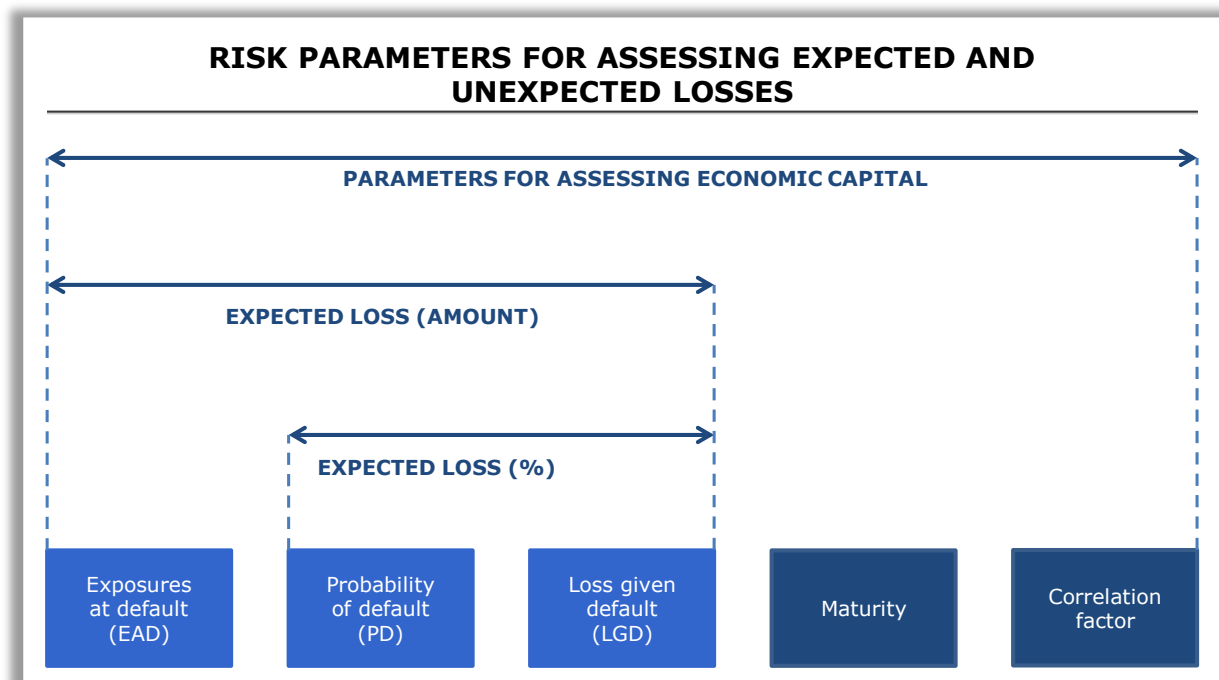 RISK PARAMETERS FOR ASSESSING EXPECTED AND
UNEXPECTED LOSSES
PARAMETERS FOR ASSESSING ECONOMIC CAPITAL
EXPECTED LOSS (AMOUNT)
EXPECTED LOSS (%)
Exposures
at default
(EAD)
Probability
of default
(PD)
Loss given
default
(LGD)
Maturity
Correlation
factor